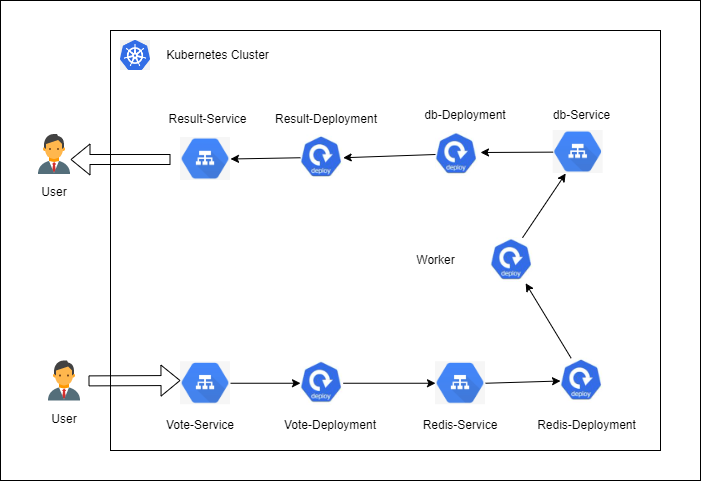 Kubernetes Cluster
Result-Service
Result-Deployment
db-Deployment
db-Service
deploy
deploy
User
Worker
deploy
deploy
deploy
User
Vote-Service
Vote-Deployment
Redis-Service
Redis-Deployment